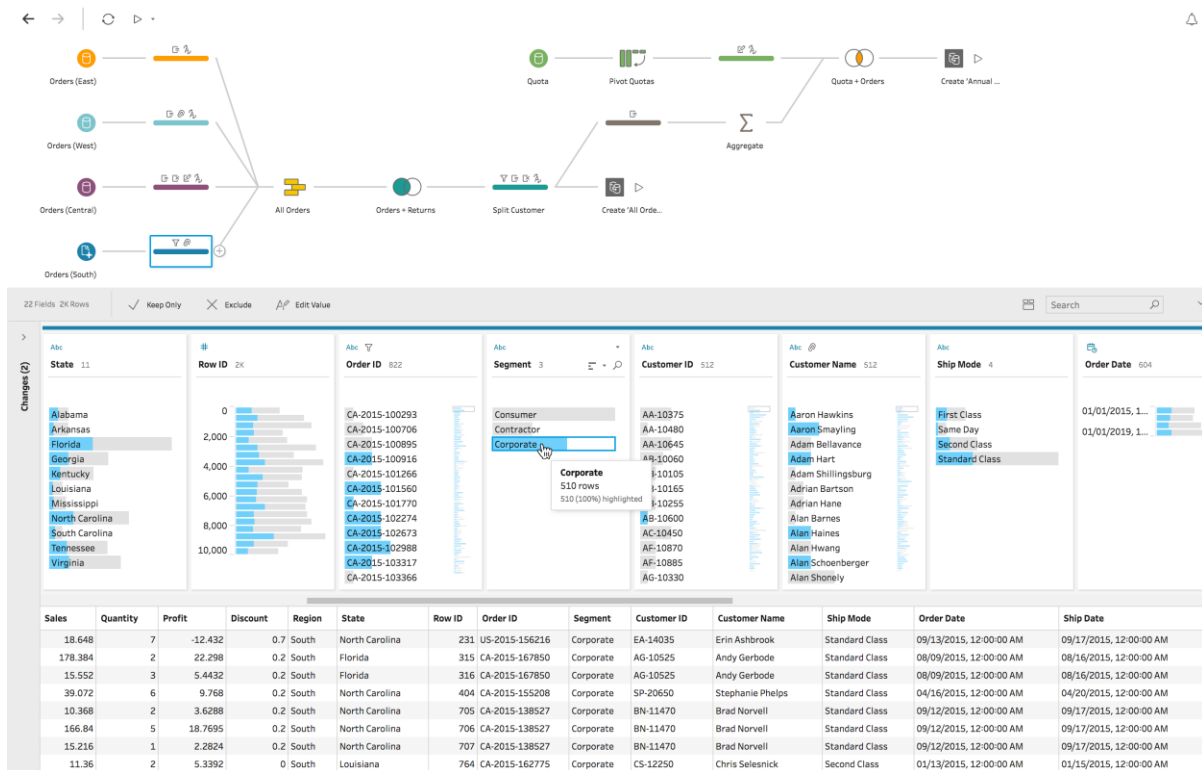 Orders (East)
Quota
Pivot Quotas
Quota + Orders
Create 'Annual ...
Orders (West)
Aggregate
Orders (Central)
All Orders
Orders + Returns
Split Customer
Create 'All Orde...
Orders (South)
22 Fields 2K Rows
Keep Only
Exclude
Edit Value
Search
Changes (2)
Abc
State 11
Alabama
Arkansas
Florida
Georgia
Kentucky
Louisiana
Mississippi
North Carolina
South Carolina
Tennessee
Virginia
#
Row ID 2K
0
2,000
4,000
6,000
8,000
10,000
Abc
Order ID 822
CA-2015-100293
CA-2015-100706
CA-2015-100895
CA-2015-100916
CA-2015-101266
CA-2015-101560
CA-2015-101770
CA-2015-102274
CA-2015-102673
CA-2015-102988
CA-2015-103317
CA-2015-103366
Abc
Segment 3
Consumer
Contractor
Corporate
Corporate
510 rows
510 (100%) highlighted
Abc
Customer ID 512
AA-10375
AA-10480
AA-10645
AB-10060
-10105
-10165
-10255
AB-10600
AC-10450
AF-10870
AF-10885
AG-10330
Abc
Customer Name 512
Aaron Hawkins
Aaron Smayling
Adam Bellavance
Adam Hart
Adam Shillingsburg
Adrian Barton
Adrian Hane
Alan Barnes
Alan Haines
Alan Hwang
Alan Schoenberger
Alan Shonely
Abc
Ship Mode 4
First Class
Same Day
Second Class
Standard Class
Order Date 604
01/01/2015, 1...
01/01/2019, 1...
Sales Quantity Profit Discount Region State Row ID Order ID Segment Customer ID Customer Name Ship Mode Order Date Ship Date
18.648 7 -12.432 0.7 South North Carolina 231 US-2015-156216 Corporate EA-14035 Erin Ashbrook Standard Class 09/13/2015, 12:00:00 AM 09/17/2015, 12:00:00 AM
178.384 2 22.298 0.2 South Florida 315 CA-2015-167850 Corporate AG-10525 Andy Gerbode Standard Class 08/09/2015, 12:00:00 AM 08/16/2015, 12:00:00 AM
15.552 3 5.4432 0.2 South Florida 316 CA-2015-167850 Corporate AG-10525 Andy Gerbode Standard Class 08/09/2015, 12:00:00 AM 08/16/2015, 12:00:00 AM
39.072 6 9.768 0.2 South North Carolina 404 CA-2015-155208 Corporate SP-20650 Stephanie Phelps Standard Class 04/16/2015, 12:00:00 AM 04/20/2015, 12:00:00 AM
10.368 2 3.6288 0.2 South North Carolina 705 CA-2015-138527 Corporate BN-11470 Brad Norvell Standard Class 09/12/2015, 12:00:00 AM 09/17/2015, 12:00:00 AM
166.84 5 18.7695 0.2 South North Carolina 706 CA-2015-138527 Corporate BN-11470 Brad Norvell Standard Class 09/12/2015, 12:00:00 AM 09/17/2015, 12:00:00 AM
15.216 1 2.2824 0.2 South North Carolina 707 CA-2015-138527 Corporate BN-11470 Brad Norvell Standard Class 09/12/2015, 12:00:00 AM 09/17/2015, 12:00:00 AM
11.36 2 5.3392 0 South Louisiana 764 CA-2015-162775 Corporate CS-12250 Chris Selesnick Second Class 01/13/2015, 12:00:00 AM 01/15/2015, 12:00:00 AM